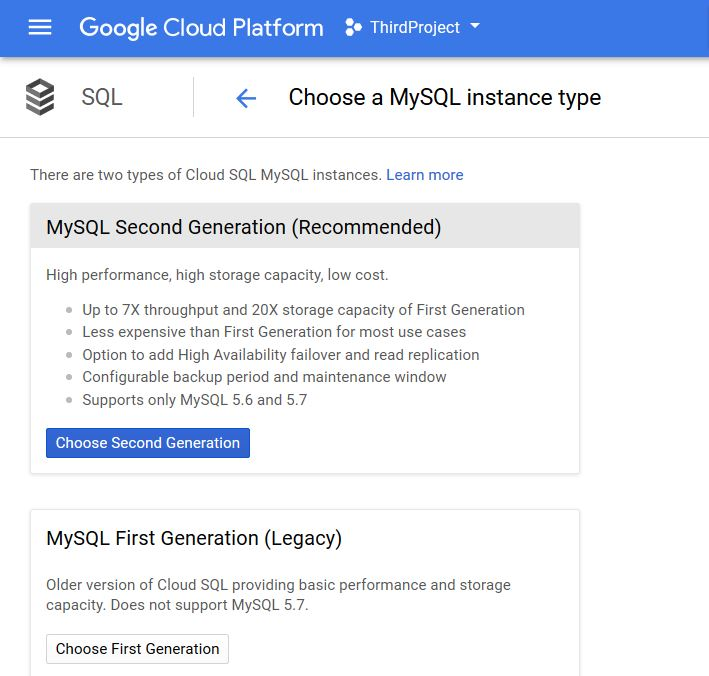 Google Cloud Platform ThirdProject
SQL Choose a MySQL instance type
There are two types of Cloud SQL MySQL instances. Learn more
MySQL Second Generation (Recommended)
High performance, high storage capacity, low cost.
Up to 7X throughput and 20X storage capacity of First Generation
Less expensive than First Generation for most use cases
Option to add High Availability failover and read replication
Configurable backup period and maintenance window
Supports only MySQL 5.6 and 5.7
Choose Second Generation
MySQL First Generation (Legacy)
Older version of Cloud SQL providing basic performance and storage
capacity. Does not support MySQL 5.7.
Choose First Generation